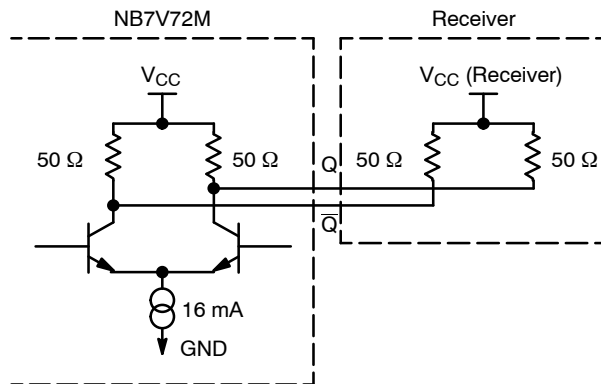 NB7V72M
Receiver
VCC
VCC (Receiver)
50 Ω
50 Ω
Q
50 Ω
50 Ω
Q̅
16 mA
GND